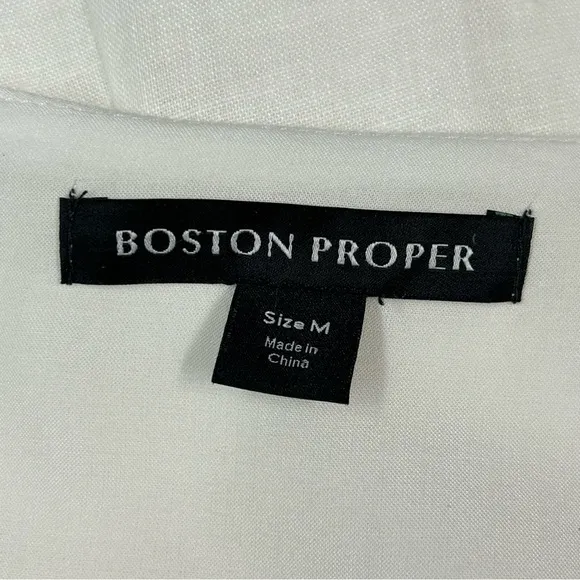 BOSTON PROPER
Size M
Made in
China